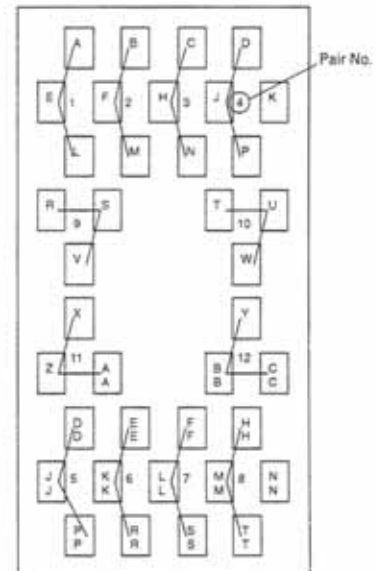 A B C D
Pair No.
E 1 F 2 H 3 J 4 K
L M N P
R S T U
9 10
V W
X Y
11 12
Z A A B B C C
D D E E F F H H
J J 5 K K 6 L L 7 M M 8 N N
P P R R S S T T